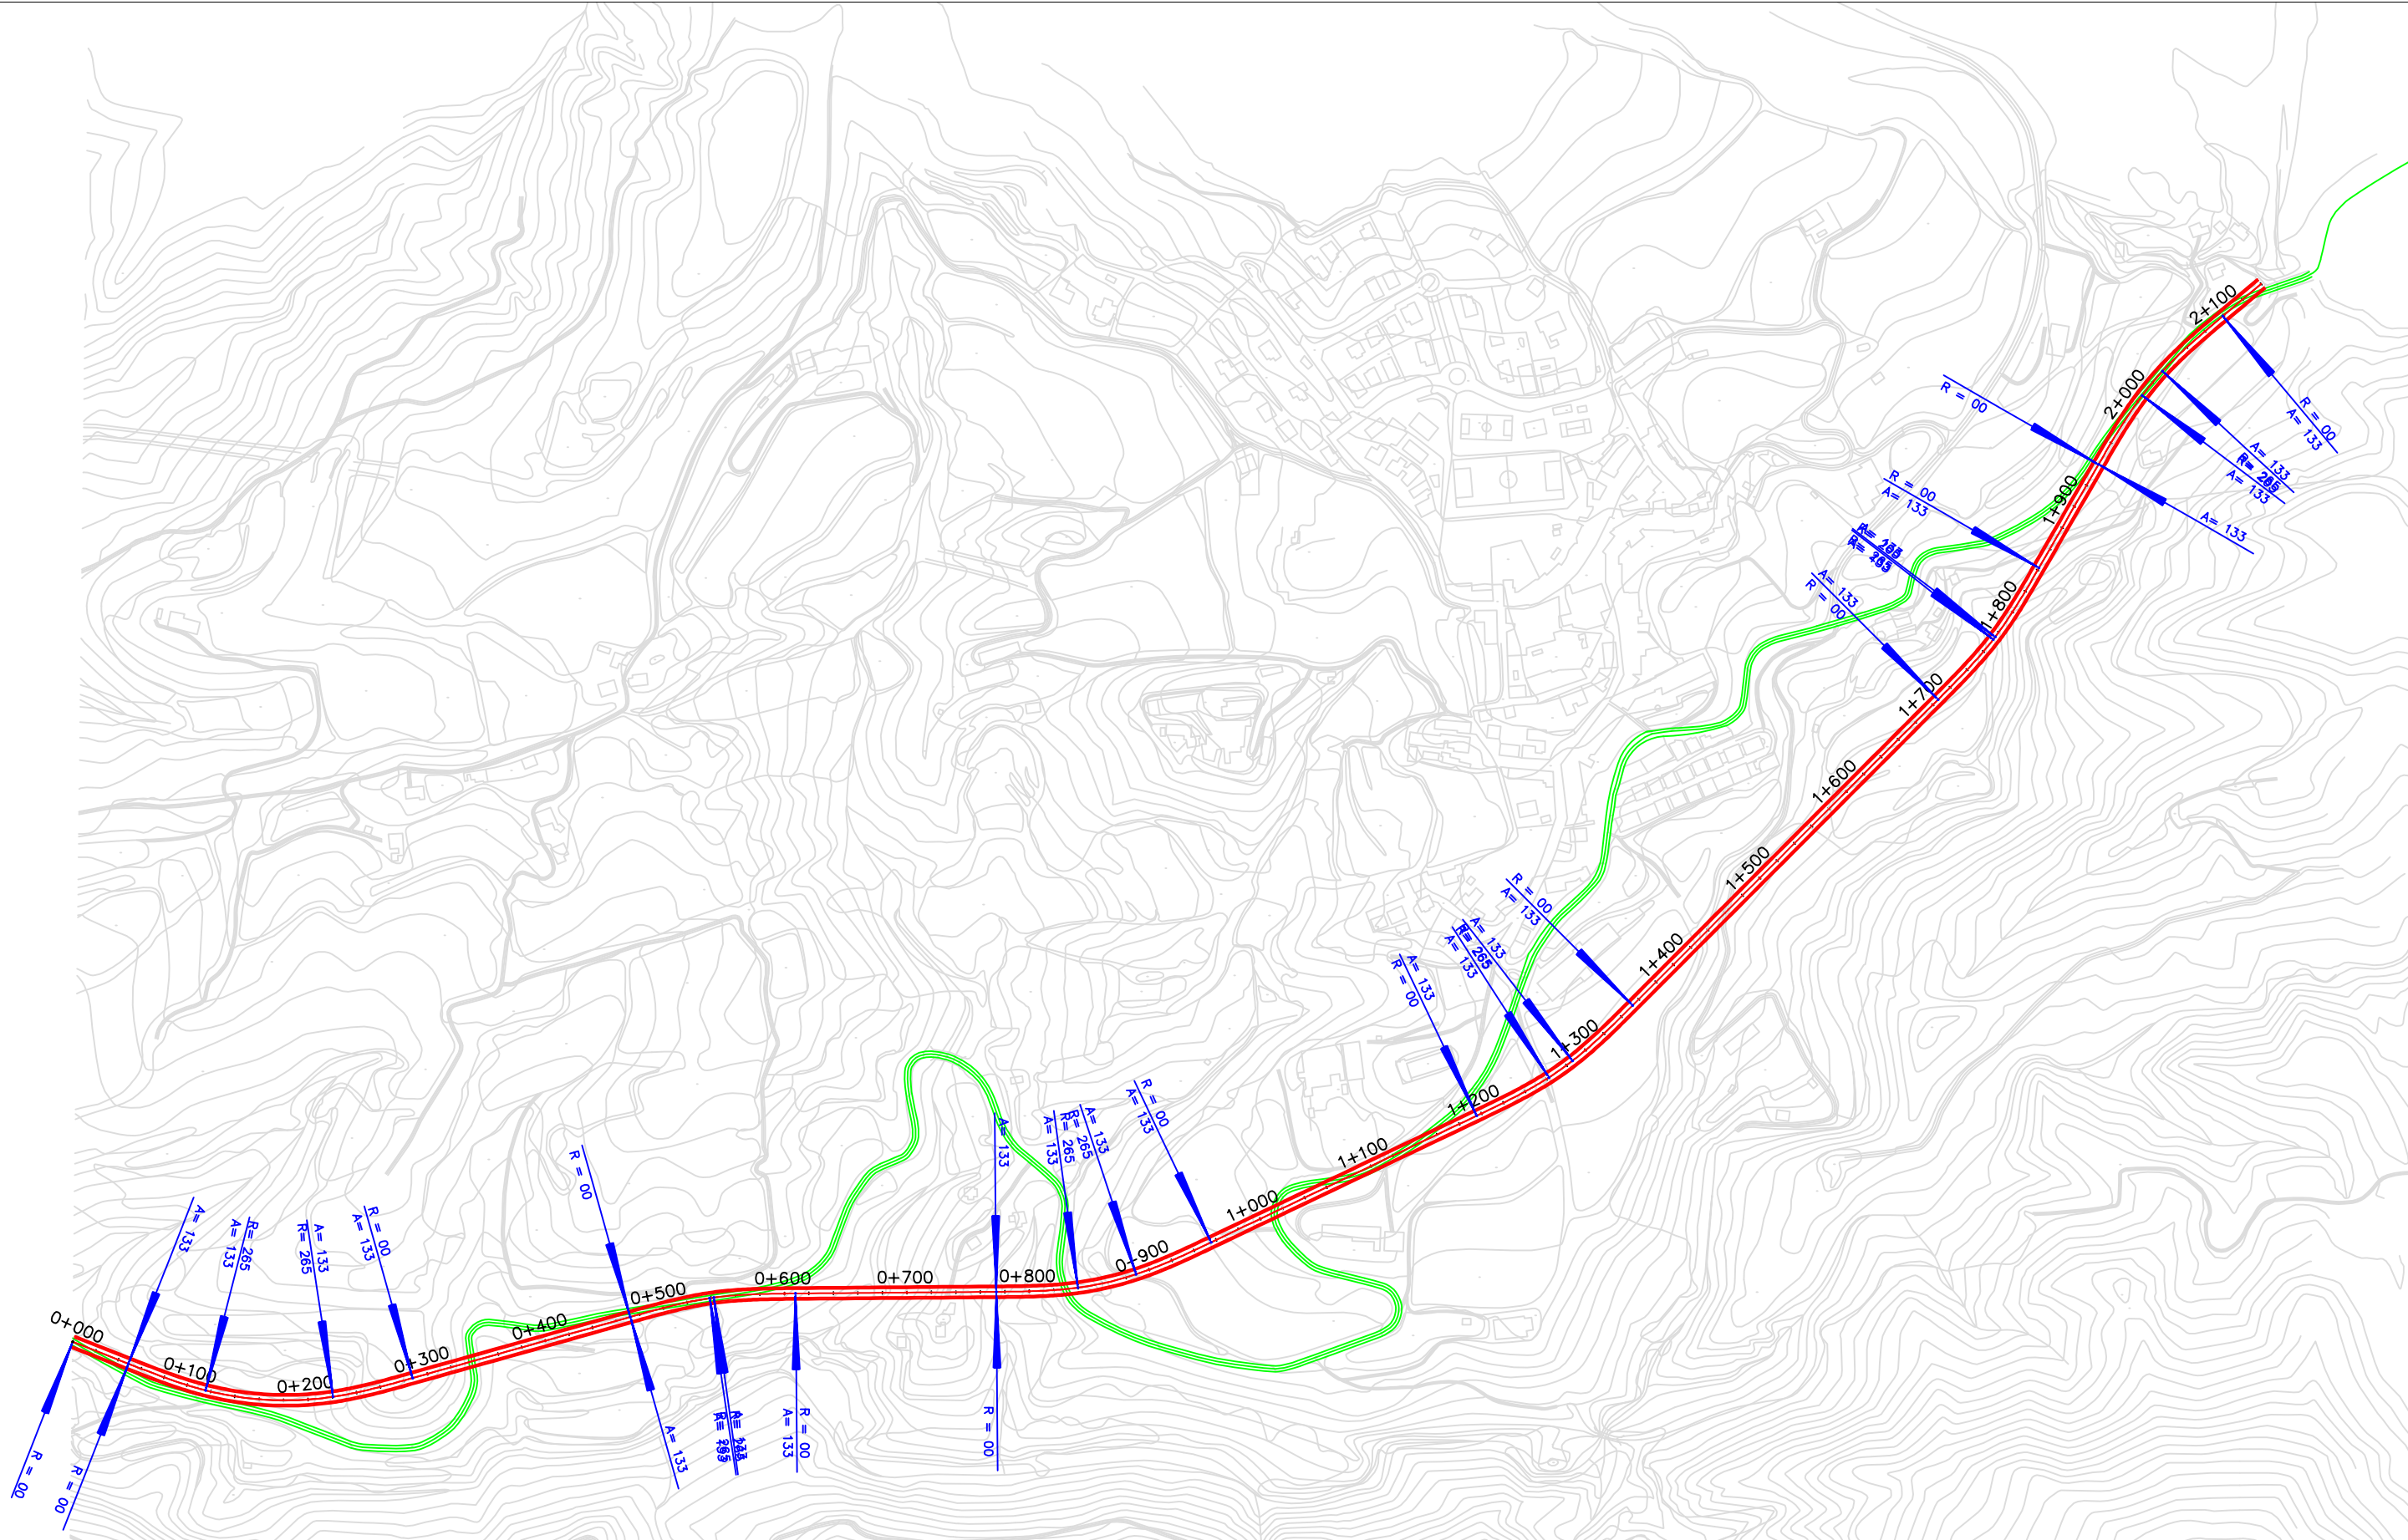 0+000
R = 00
R = 00
A= 133
0+100
A= 133
R= 265
0+200
R= 265
A= 133
0+300
A= 133
R = 00
0+400
R = 00
A= 133
0+500
0+600
A= 133
R = 00
0+700
A= 133
R = 00
0+800
A= 133
R= 265
R= 265
A= 133
0+900
A= 133
R = 00
1+000
1+100
1+200
R = 00
A= 133
A= 133
R= 265
A= 133
1+300
A= 133
R = 00
1+400
1+500
1+600
1+700
R = 00
A= 133
1+800
A= 133
R = 00
1+900
R = 00
A= 133
2+000
A= 133
A= 133
2+100
R = 00
A= 133